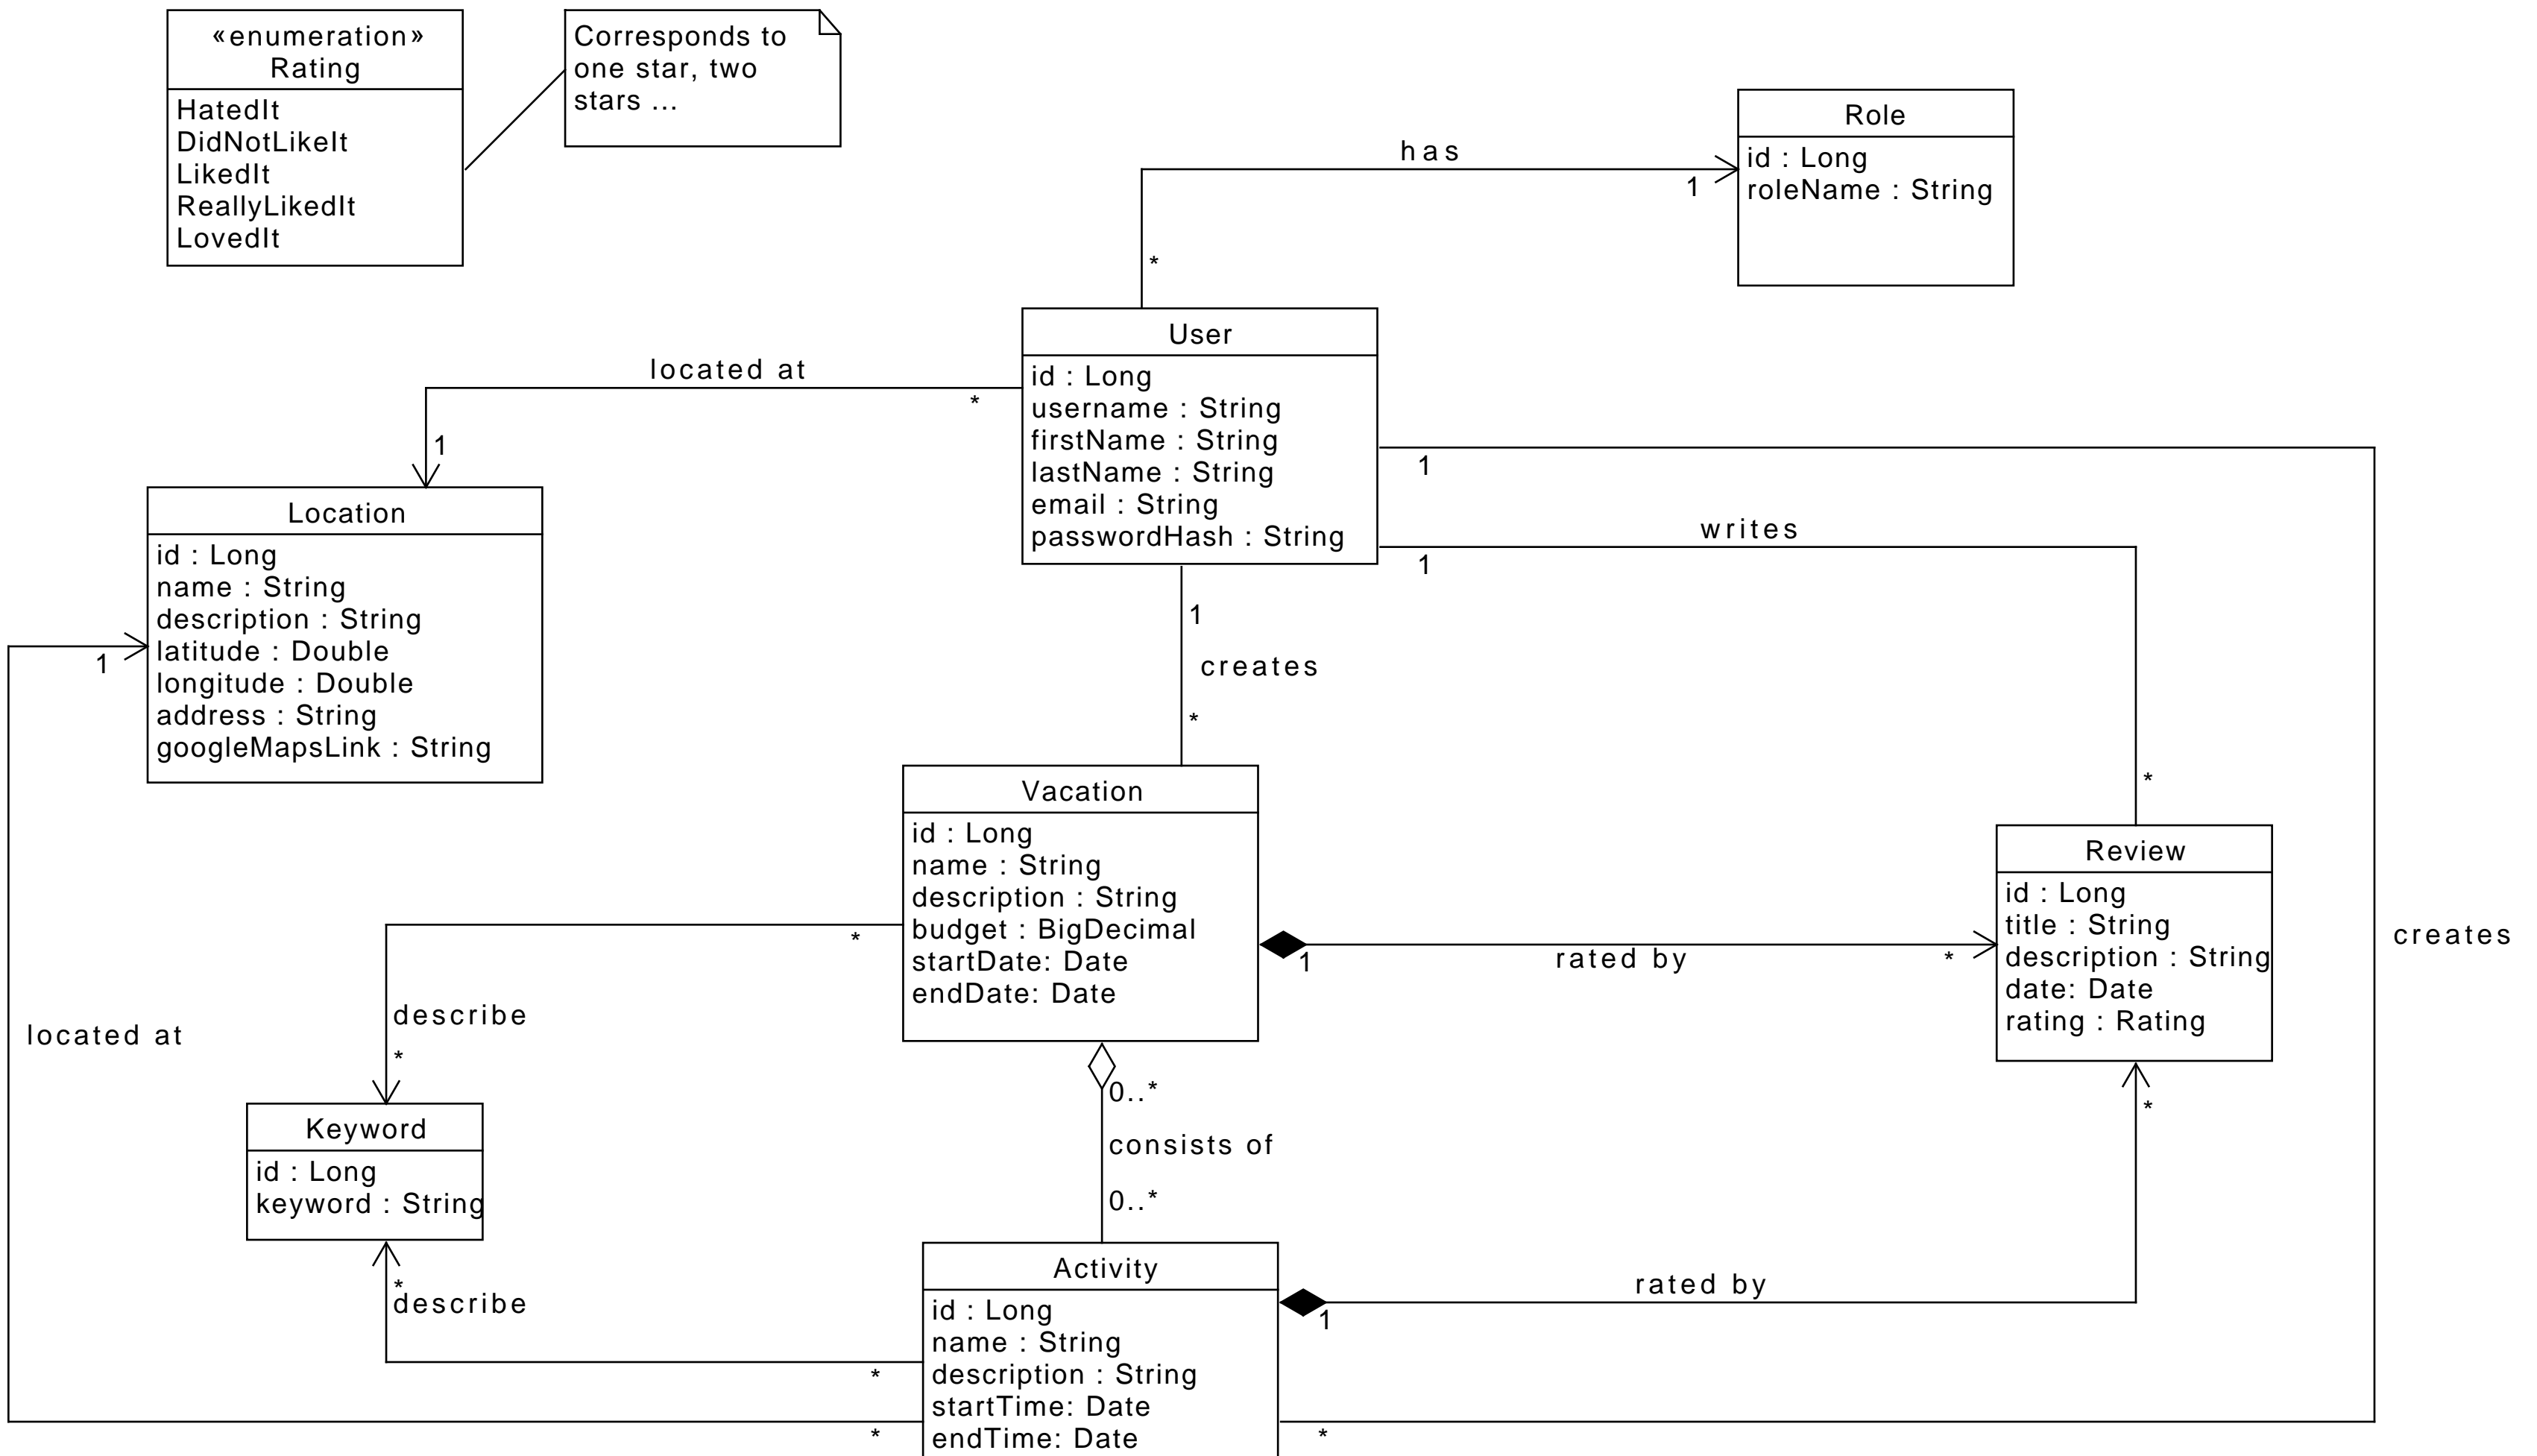 «enumeration»
Rating
HatedIt
DidNotLikeIt
LikedIt
ReallyLikedIt
LovedIt
Corresponds to
one star, two
stars ...
Role
id : Long
roleName : String
has
1
*
User
id : Long
username : String
firstName : String
lastName : String
email : String
passwordHash : String
located at
*
1
1
writes
1
Location
id : Long
name : String
description : String
latitude : Double
longitude : Double
address : String
googleMapsLink : String
1
1
creates
*
*
Vacation
id : Long
name : String
description : String
budget : BigDecimal
startDate: Date
endDate: Date
Review
id : Long
title : String
description : String
date: Date
rating : Rating
creates
*
1
rated by
*
located at
describe
*
Keyword
id : Long
keyword : String
0..*
consists of
0..*
*
*
describe
Activity
id : Long
name : String
description : String
startTime: Date
endTime: Date
rated by
1
*
*
*